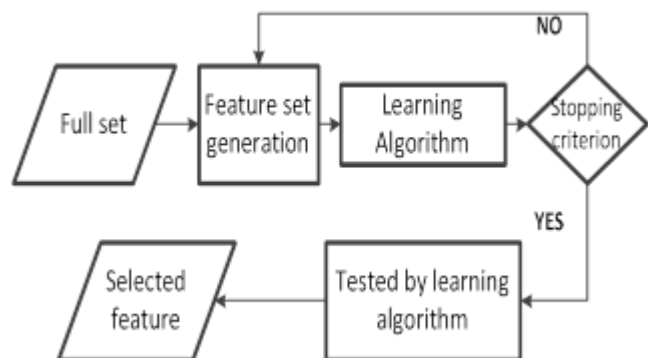 NO
Full set
Feature set
generation
Learning
Algorithm
Stopping
criterion
YES
Selected
feature
Tested by learning
algorithm